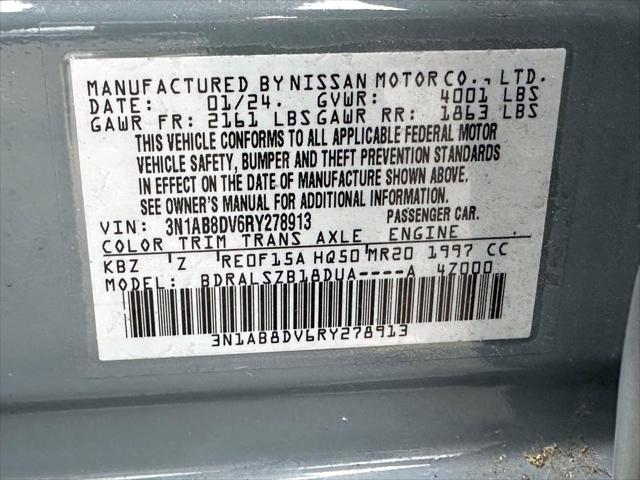 MANUFACTURED BY NISSAN MOTOR CO., LTD.
DATE: 01/24. GVWR: 4001 LBS
GAWR FR: 2161 LBS GAWR RR: 1863 LBS
THIS VEHICLE CONFORMS TO ALL APPLICABLE FEDERAL MOTOR
VEHICLE SAFETY, BUMPER AND THEFT PREVENTION STANDARDS
IN EFFECT ON THE DATE OF MANUFACTURE SHOWN ABOVE.
SEE OWNER'S MANUAL FOR ADDITIONAL INFORMATION.
VIN: 3N1AB8DV6RY278913 PASSENGER CAR.
COLOR TRIM TRANS AXLE ENGINE
KBZ Z RE0F15A HQ50 MR20 1997 CC
MODEL: BDRALSZB18DUA----A 4Z000
3N1AB8DV6RY278913